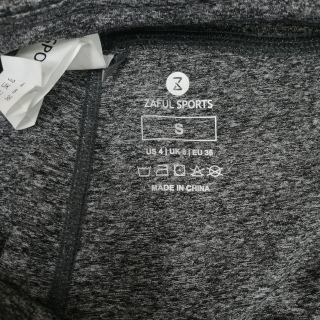 ZAFUL SPORTS
S
US 4 | UK 8 | EU 36
MADE IN CHINA